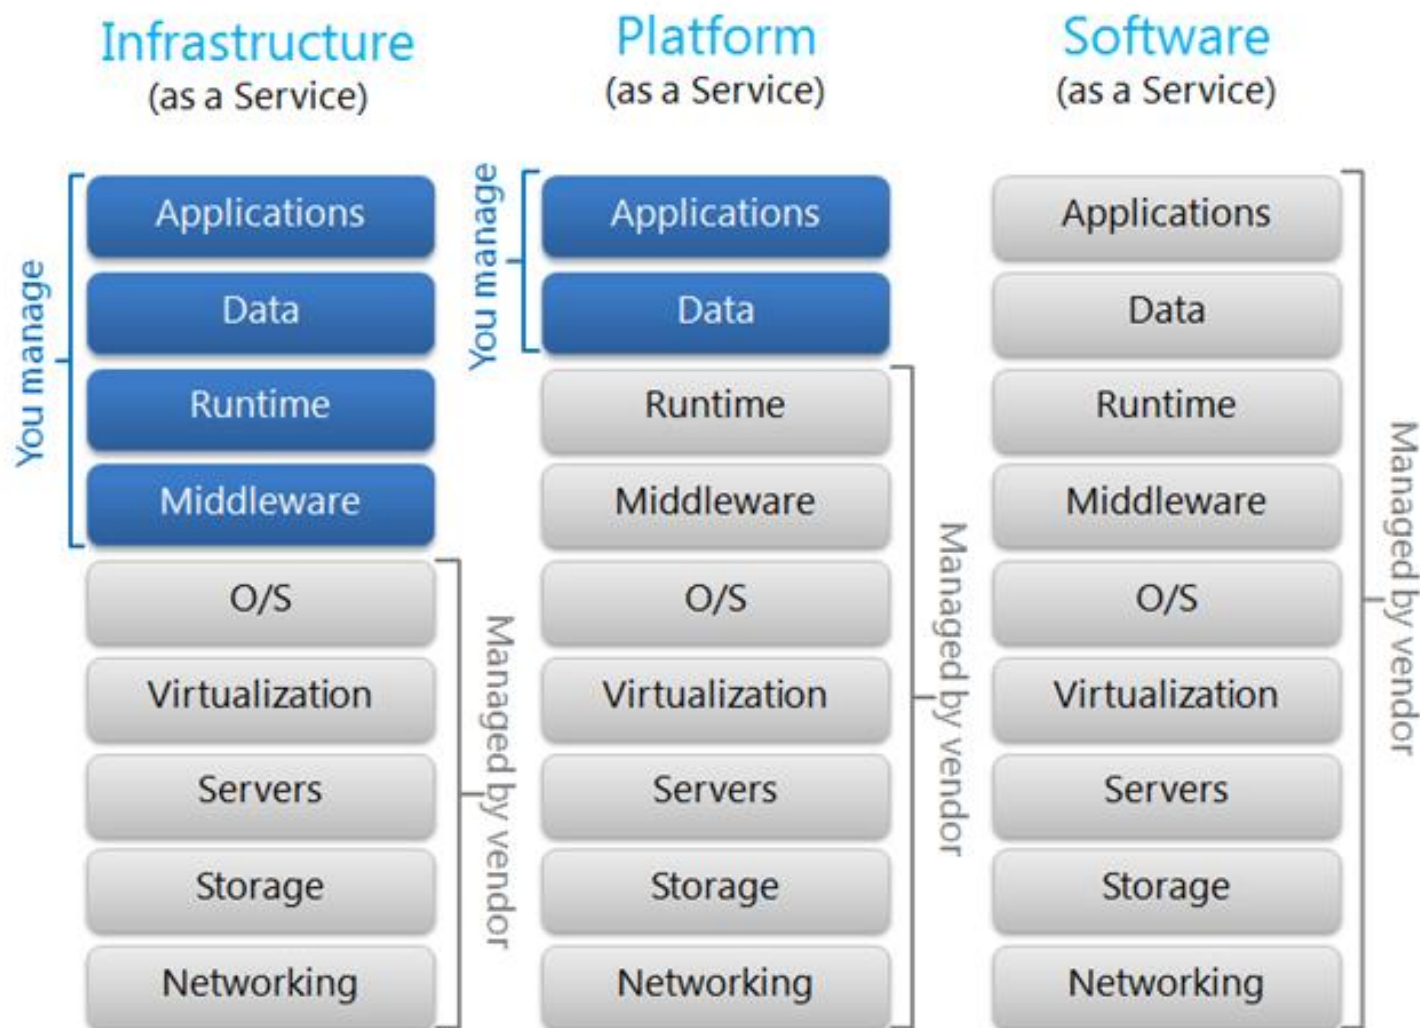 Infrastructure
(as a Service)
You manage
Applications
Data
Runtime
Middleware
O/S
Virtualization
Servers
Storage
Networking
Managed by vendor
Platform
(as a Service)
You manage
Applications
Data
Runtime
Middleware
O/S
Virtualization
Servers
Storage
Networking
Managed by vendor
Software
(as a Service)
Applications
Data
Runtime
Middleware
O/S
Virtualization
Servers
Storage
Networking
Managed by vendor